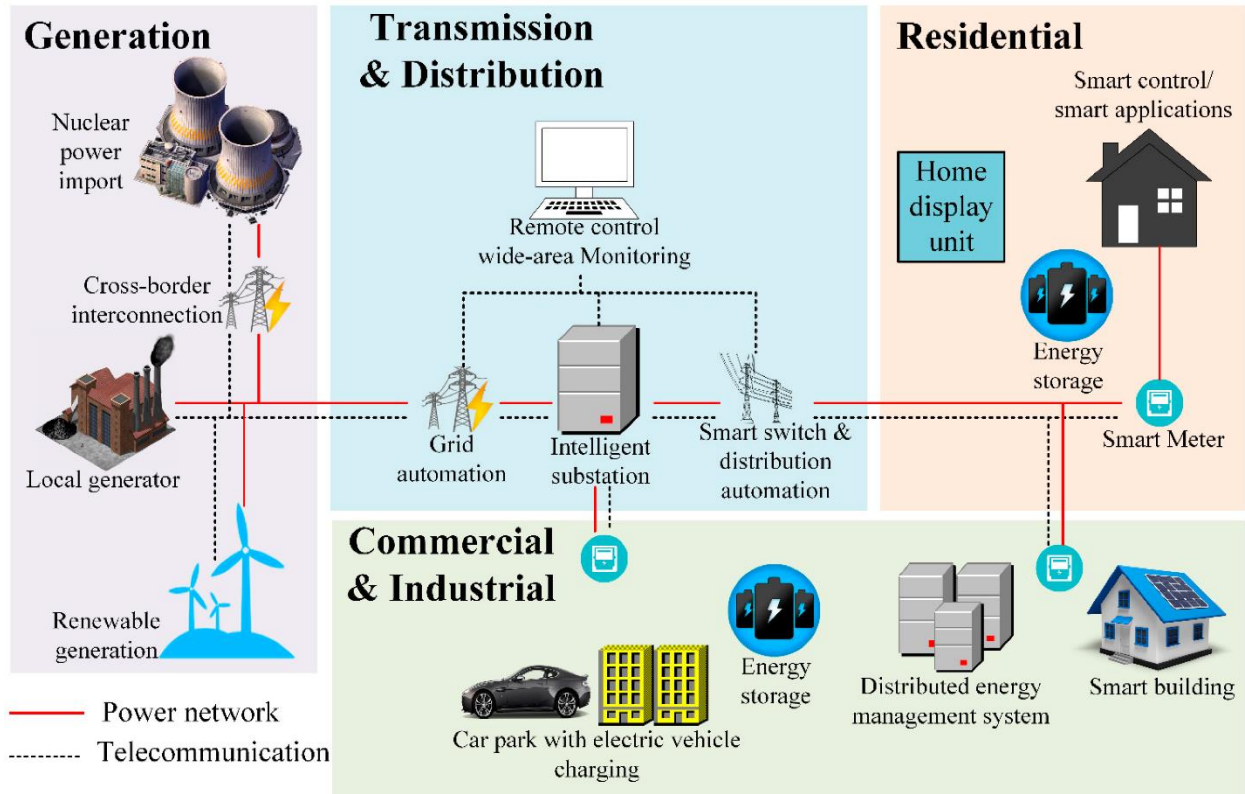 Generation
Nuclear
power
import
Cross-border
interconnection
Local generator
Renewable
generation
Power network
Telecommunication
Transmission
& Distribution
Remote control
wide-area Monitoring
Grid
automation
Intelligent
substation
Smart switch &
distribution
automation
Residential
Smart control/
smart applications
Home
display
unit
Energy
storage
Smart Meter
Commercial
& Industrial
Car park with electric vehicle
charging
Energy
storage
Distributed energy
management system
Smart building